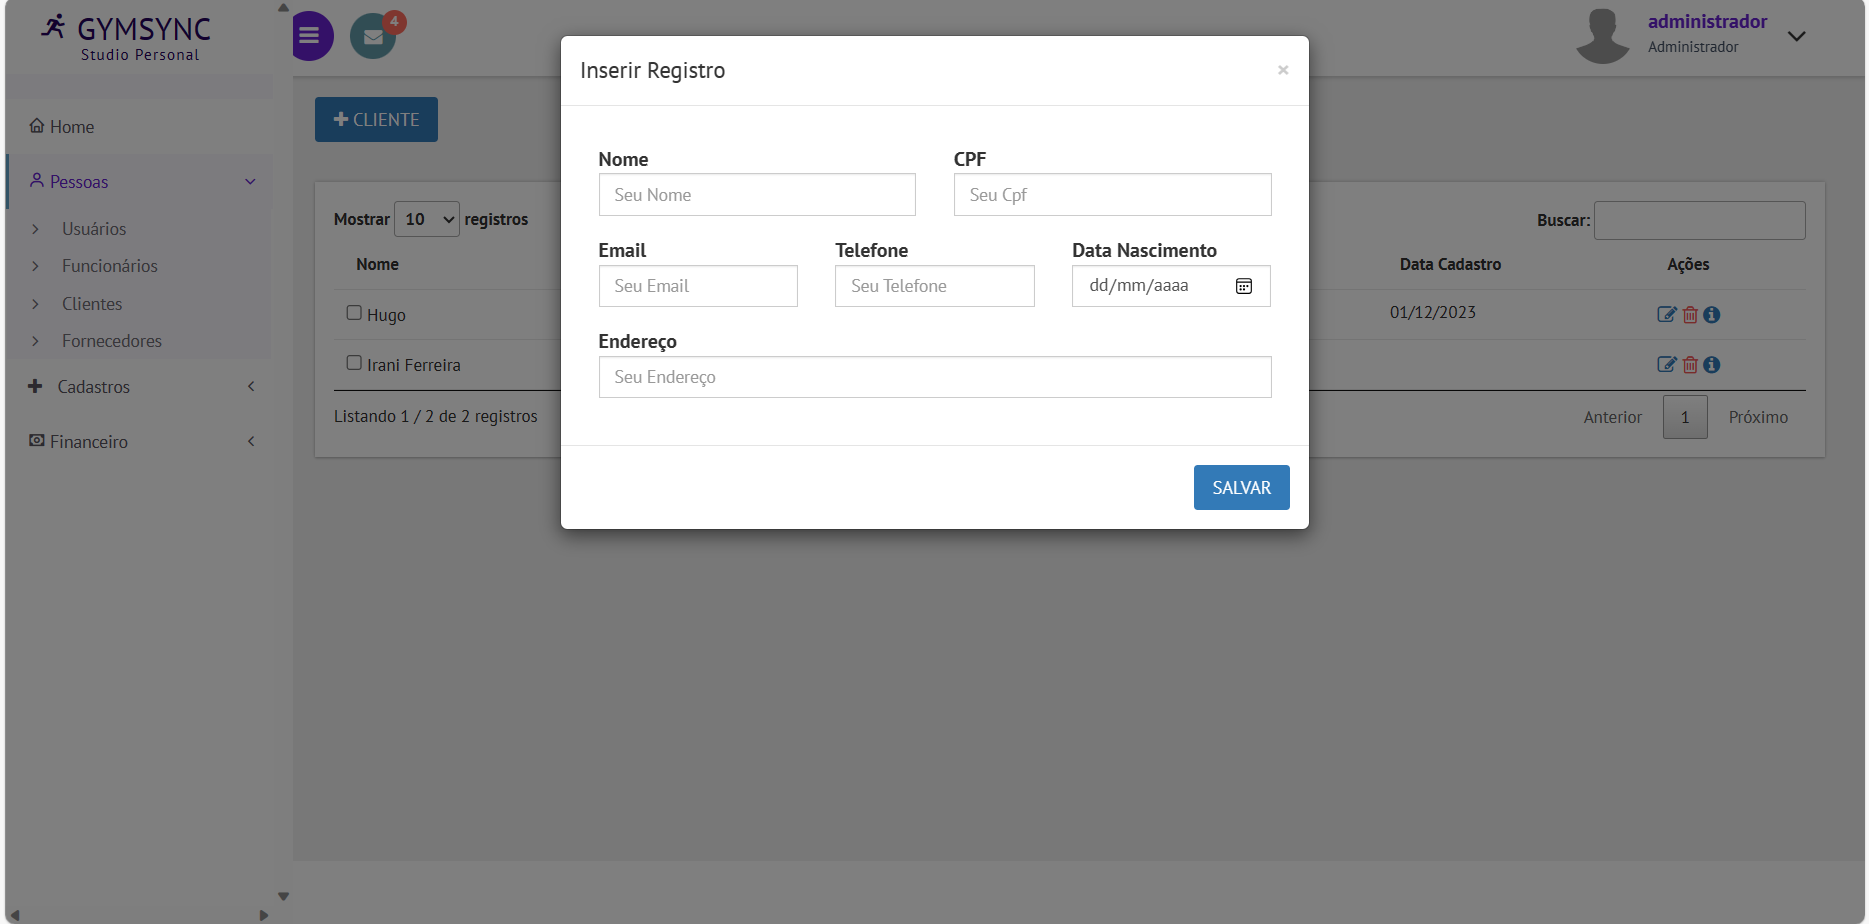 GYMSYNC
Studio Personal
4
administrador
Administrador
Home
Pessoas
Usuários
Funcionários
Clientes
Fornecedores
Cadastros
Financeiro
CLIENTE
Mostrar 10 registros
Buscar:
Nome
Data Cadastro
Ações
Hugo
01/12/2023
Irani Ferreira
Listando 1 / 2 de 2 registros
Anterior 1 Próximo
Inserir Registro
×
Nome
CPF
Seu Nome
Seu Cpf
Email
Telefone
Data Nascimento
Seu Email
Seu Telefone
dd/mm/aaaa
Endereço
Seu Endereço
SALVAR